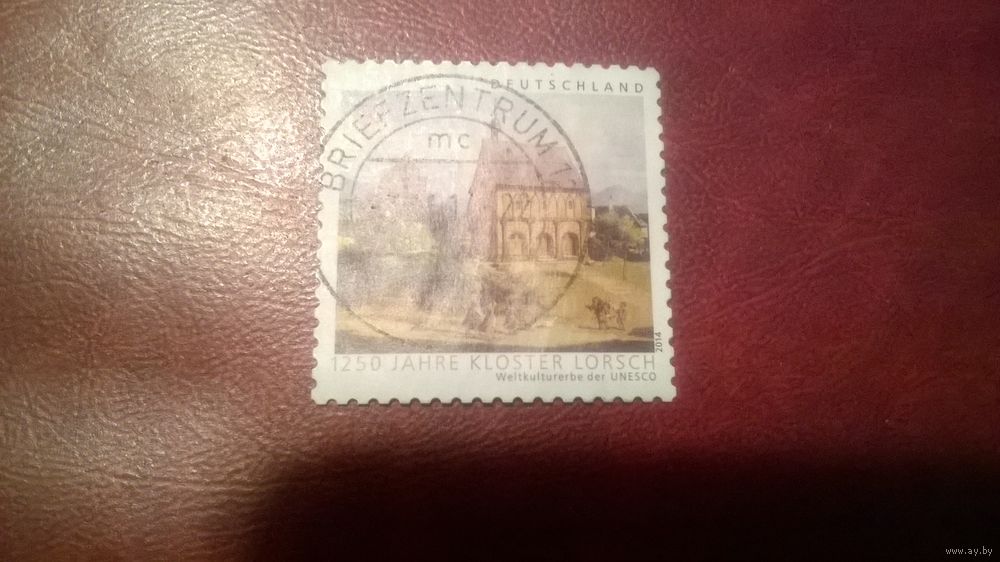 DEUTSCHLAND
BRIEFZENTRUM
mc
1250 JAHRE KLOSTER LORSCH
Weltkulturerbe der UNESCO
2014
www.ay.by